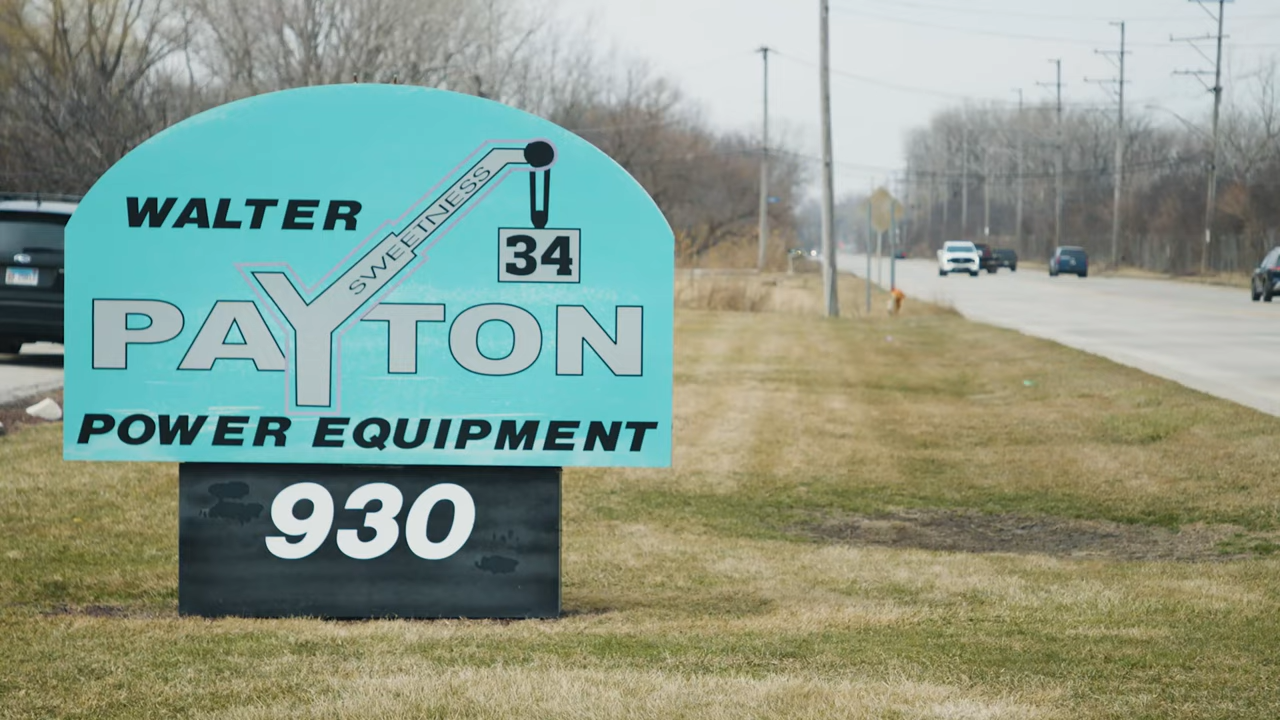 WALTER
SWEETNESS
34
PAYTON
POWER EQUIPMENT
930